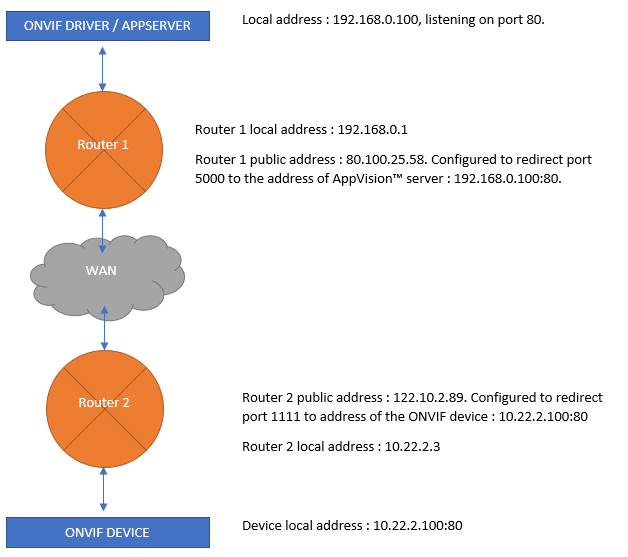 ONVIF DRIVER / APPSERVER
Local address : 192.168.0.100, listening on port 80.
Router 1
Router 1 local address : 192.168.0.1
Router 1 public address : 80.100.25.58. Configured to redirect port
5000 to the address of AppVision™ server : 192.168.0.100:80.
WAN
Router 2
Router 2 public address : 122.10.2.89. Configured to redirect
port 1111 to address of the ONVIF device : 10.22.2.100:80
Router 2 local address : 10.22.2.3
ONVIF DEVICE
Device local address : 10.22.2.100:80